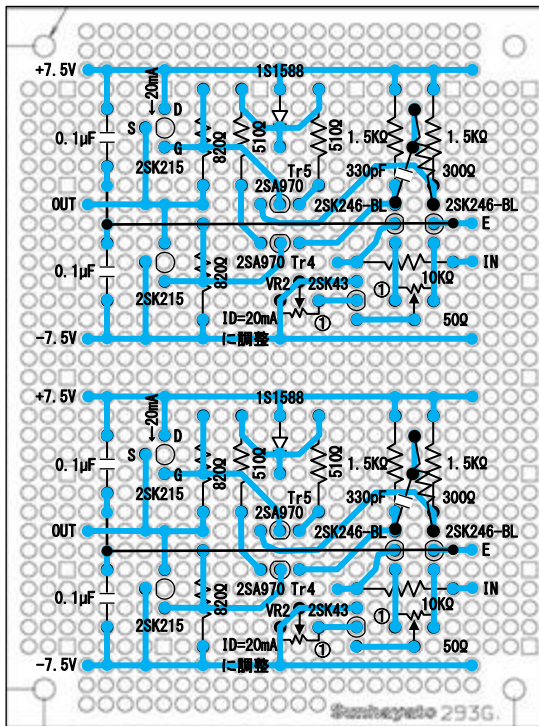 +7.5V
1S1588
←20mA
D
S
G
0.1μF
2SK215
820Ω
510Ω
510Ω
Tr5
2SA970
1.5KΩ
1.5KΩ
330pF
300Ω
2SK246-BL
2SK246-BL
OUT
E
0.1μF
2SK215
820Ω
2SA970 Tr4
IN
VR2
2SK43
10KΩ
ID=20mA
①
①
50Ω
-7.5V
に調整
+7.5V
1S1588
←20mA
D
S
G
0.1μF
2SK215
820Ω
510Ω
510Ω
Tr5
2SA970
1.5KΩ
1.5KΩ
330pF
300Ω
2SK246-BL
2SK246-BL
OUT
E
0.1μF
2SK215
820Ω
2SA970 Tr4
IN
VR2
2SK43
10KΩ
ID=20mA
①
①
50Ω
-7.5V
に調整
Sunhayato 293G.